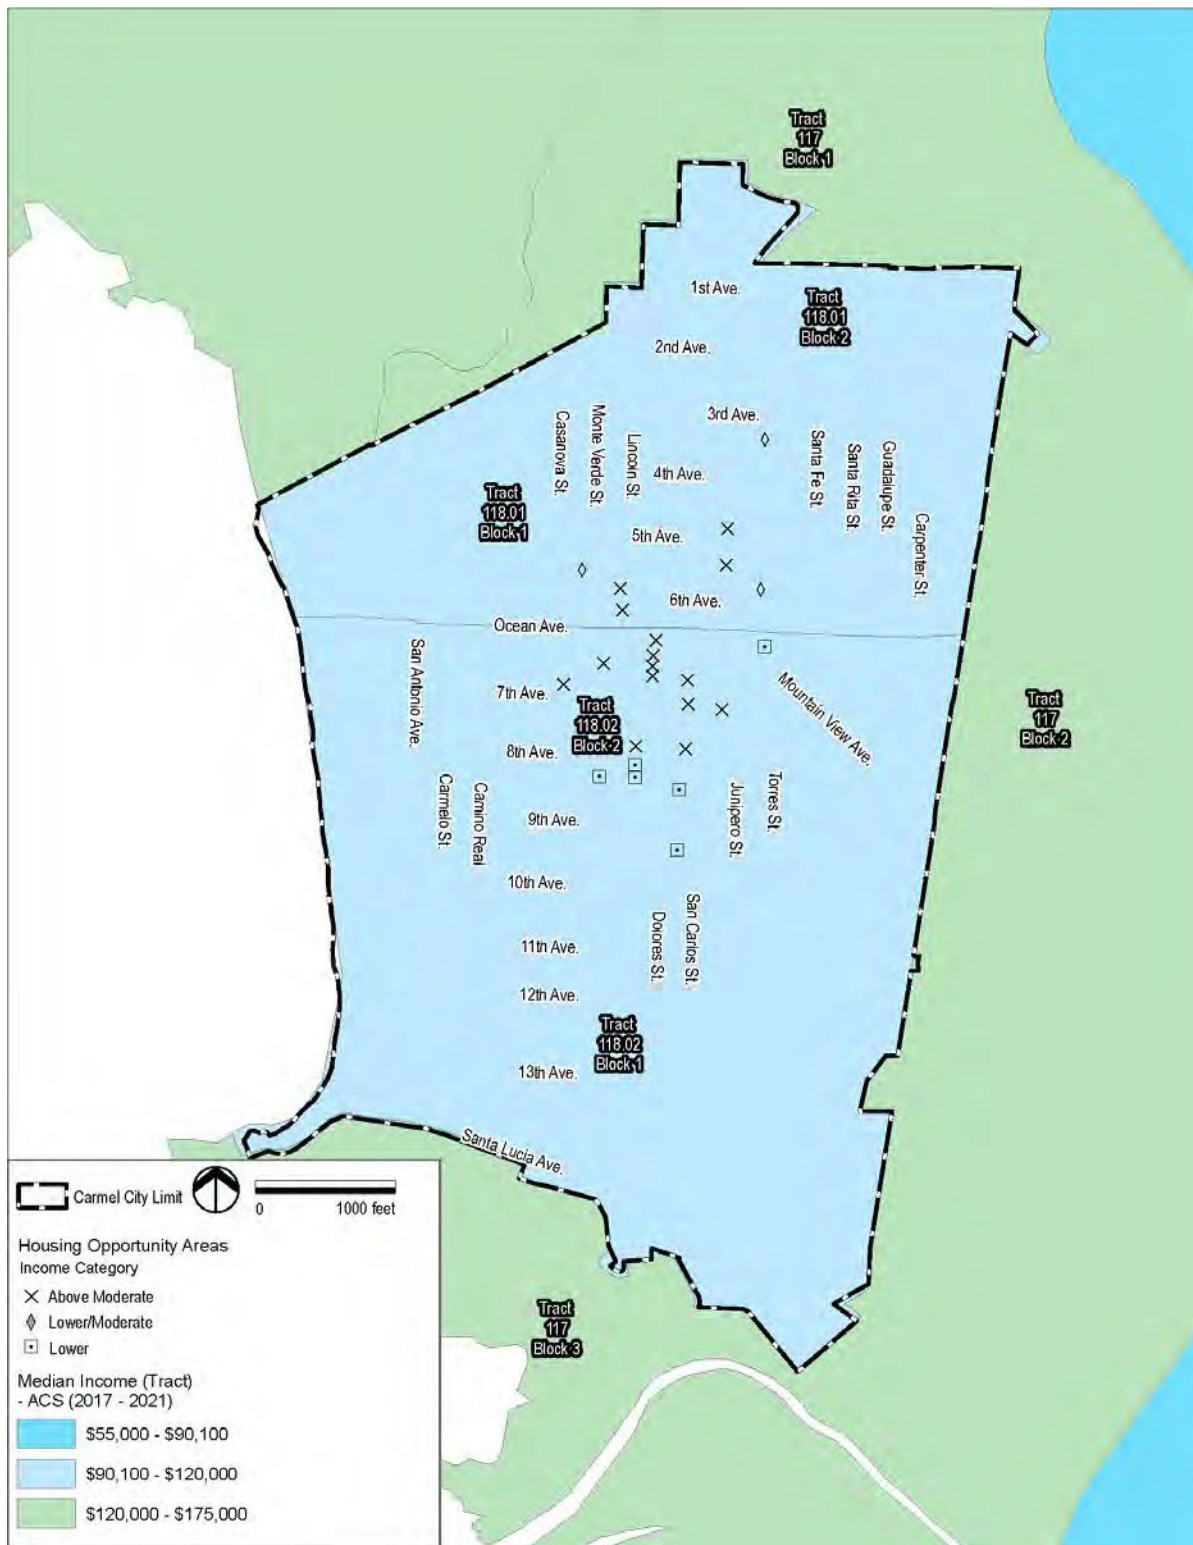 Tract
117
Block 1
1st Ave.
Tract
118.01
Block 2
2nd Ave.
3rd Ave.
Casanova St.
Monte Verde St.
Lincoln St.
4th Ave.
Santa Fe St.
Santa Rita St.
Guadalupe St.
Carpenter St.
Tract
118.01
Block 1
5th Ave.
6th Ave.
Ocean Ave.
San Antonio Ave.
7th Ave.
Tract
118.02
Block 2
Mountain View Ave.
Tract
117
Block 2
8th Ave.
Carmelo St.
Camino Real
Junipero St.
Torres St.
9th Ave.
10th Ave.
Dolores St.
San Carlos St.
11th Ave.
12th Ave.
Tract
118.02
Block 1
13th Ave.
Santa Lucia Ave.
Carmel City Limit
0 1000 feet
Housing Opportunity Areas
Income Category
Above Moderate
Lower/Moderate
Lower
Median Income (Tract)
- ACS (2017 - 2021)
$55,000 - $90,100
$90,100 - $120,000
$120,000 - $175,000
Tract
117
Block 3